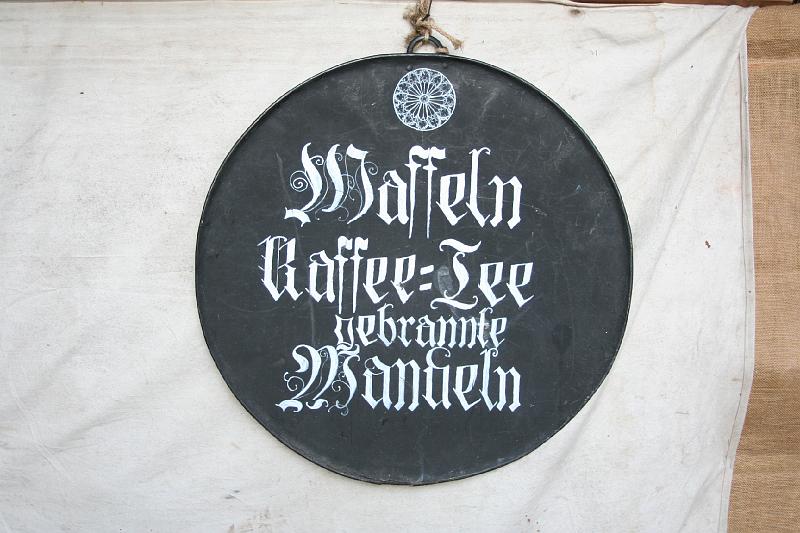 Waffeln
Kaffee=Tee
gebrannte
Mandeln